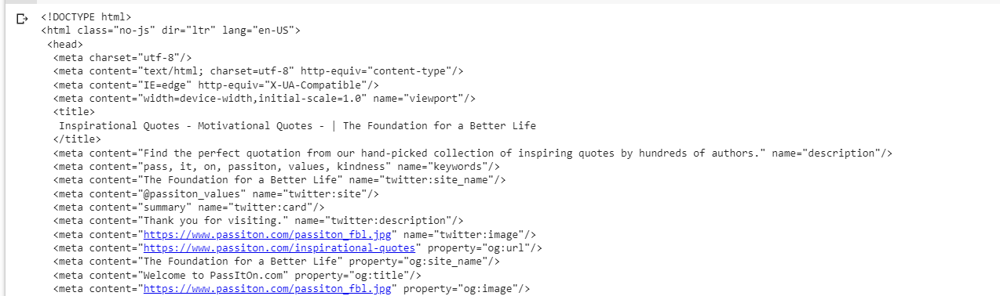 <!DOCTYPE html>
<html class="no-js" dir="ltr" lang="en-US">
<head>
<meta charset="utf-8"/>
<meta content="text/html; charset=utf-8" http-equiv="content-type"/>
<meta content="IE=edge" http-equiv="X-UA-Compatible"/>
<meta content="width=device-width,initial-scale=1.0" name="viewport"/>
<title>
Inspirational Quotes - Motivational Quotes - | The Foundation for a Better Life
</title>
<meta content="Find the perfect quotation from our hand-picked collection of inspiring quotes by hundreds of authors." name="description"/>
<meta content="pass, it, on, passiton, values, kindness" name="keywords"/>
<meta content="The Foundation for a Better Life" name="twitter:site_name"/>
<meta content="@passiton_values" name="twitter:site"/>
<meta content="summary" name="twitter:card"/>
<meta content="Thank you for visiting." name="twitter:description"/>
<meta content="https://www.passiton.com/passiton_fbl.jpg" name="twitter:image"/>
<meta content="https://www.passiton.com/inspirational-quotes" property="og:url"/>
<meta content="The Foundation for a Better Life" property="og:site_name"/>
<meta content="Welcome to PassItOn.com" property="og:title"/>
<meta content="https://www.passiton.com/passiton_fbl.jpg" property="og:image"/>